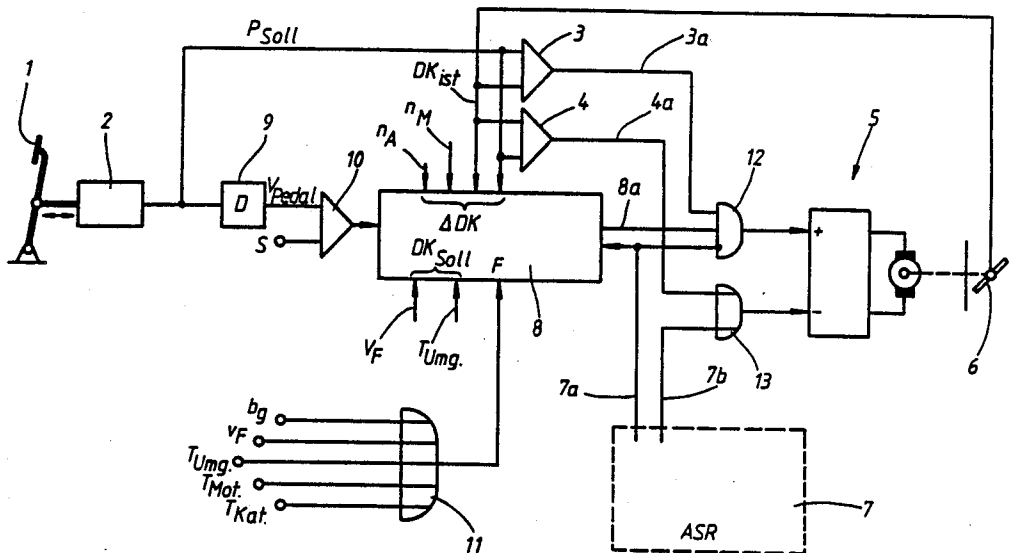 P_Soll
3
3a
1
DK_ist
2
n_M
4
4a
5
9
n_A
10
V_Pedal
12
D
8a
ΔDK
+
S
DK_Soll
F
8
-
V_F
T_Umg.
13
6
7a
7b
b_g
v_F
T_Umg.
T_Mot.
T_Kat.
11
ASR
7